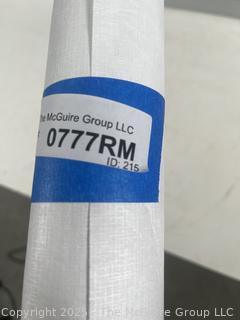 The McGuire Group LLC
0777RM
ID: 215
Copyright 2025 - The McGuire Group LLC